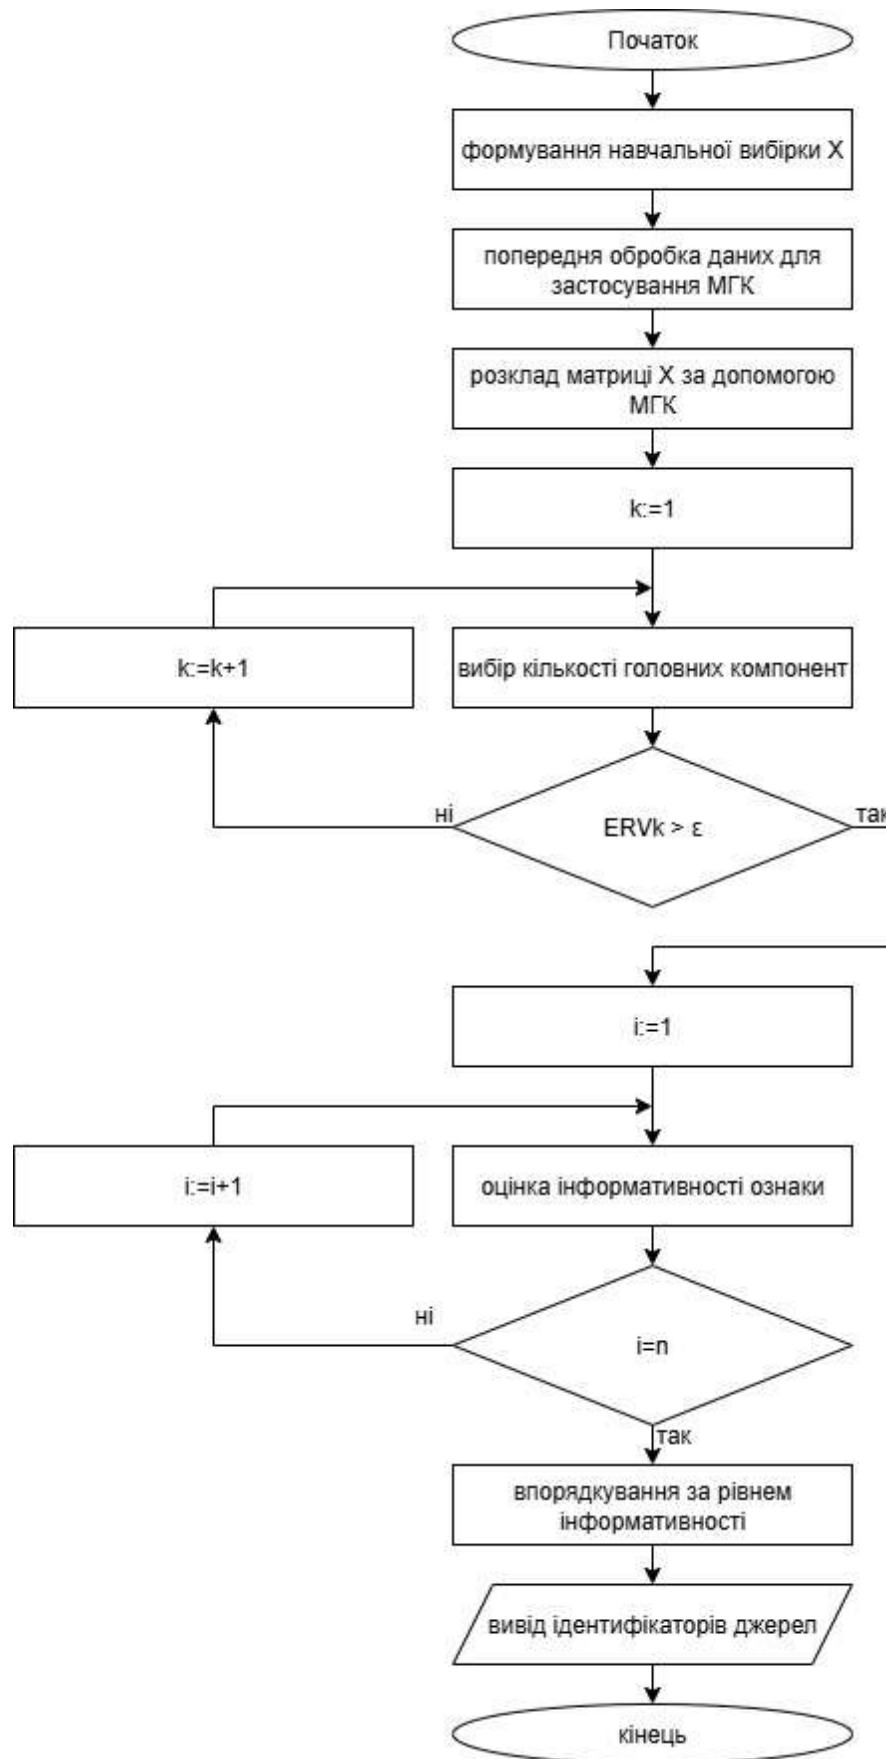 Початок
формування навчальної вибірки X
попередня обробка даних для
застосування МГК
розклад матриці X за допомогою
МГК
k:=1
k:=k+1
вибір кількості головних компонент
ні
ERVk > ε
так
i:=1
i:=i+1
оцінка інформативності ознаки
ні
i=n
так
впорядкування за рівнем
інформативності
вивід ідентифікаторів джерел
кінець